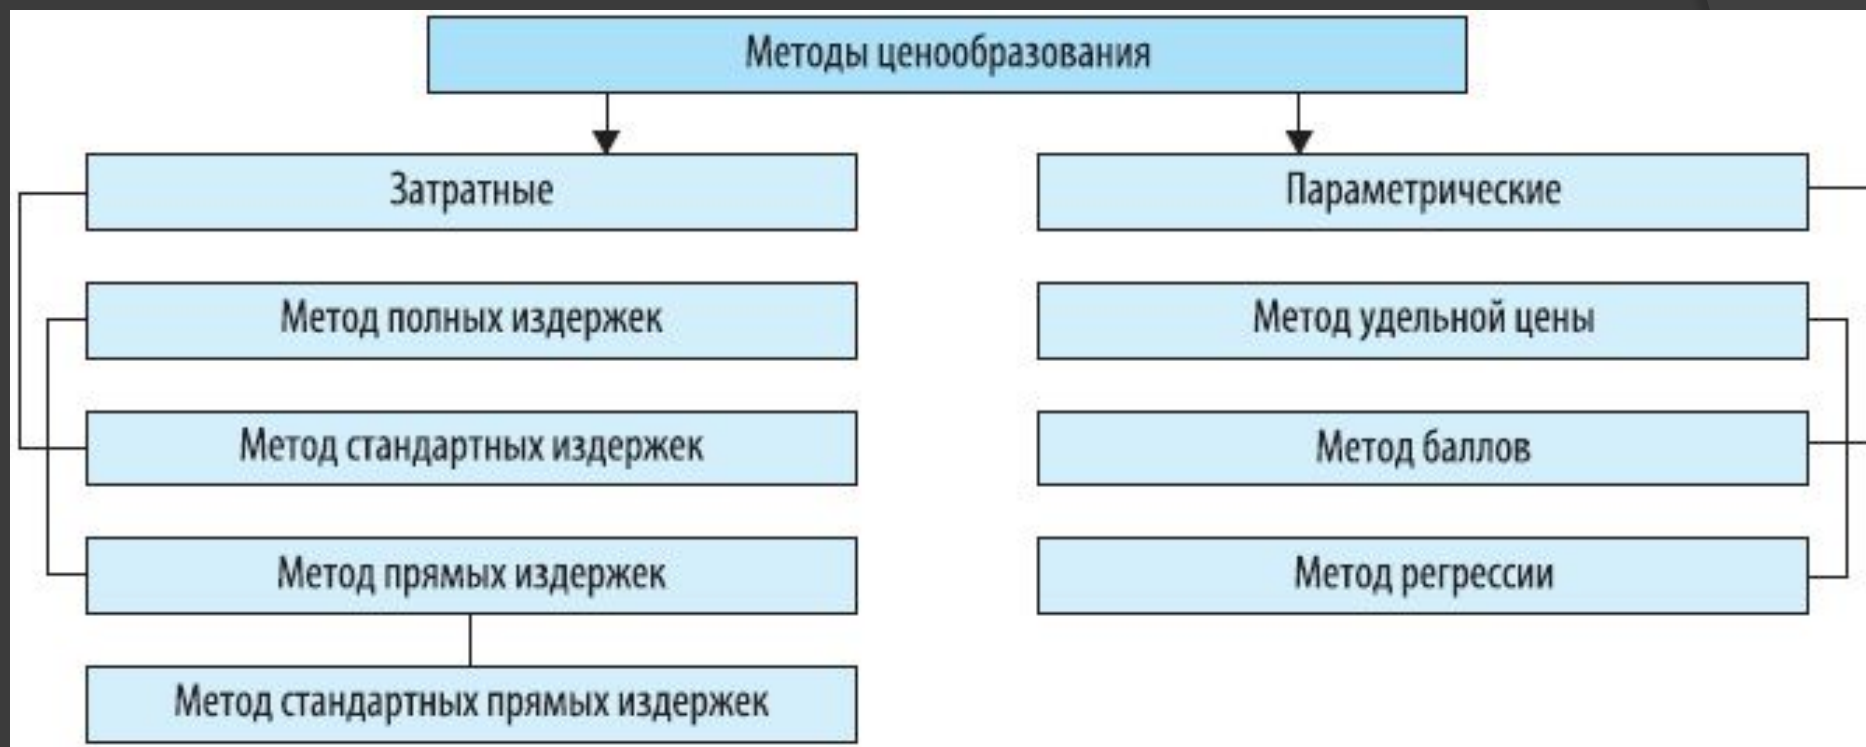 Методы ценообразования
Затратные
Параметрические
Метод полных издержек
Метод удельной цены
Метод стандартных издержек
Метод баллов
Метод прямых издержек
Метод регрессии
Метод стандартных прямых издержек